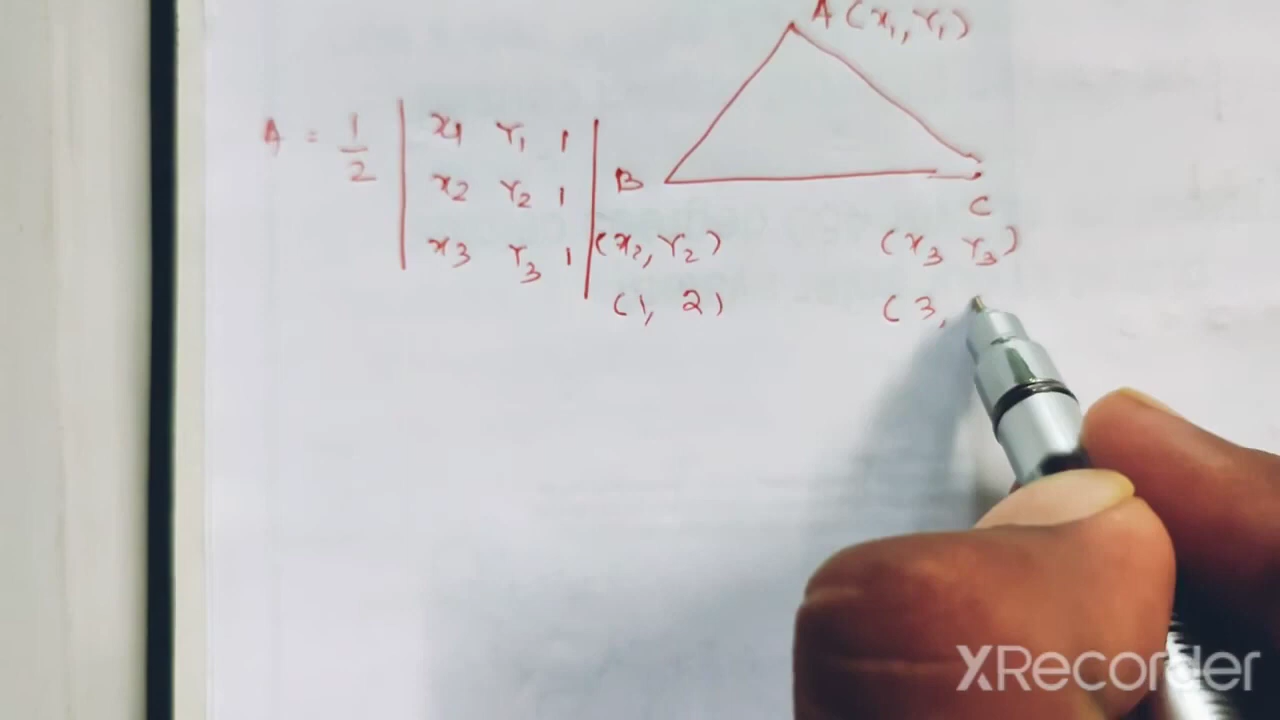 A (x₁, Y₁)
A = 1/2 | x₁ Y₁ 1 |
| x₂ Y₂ 1 |
| x₃ Y₃ 1 |
B
C
(x₂, Y₂)
(x₃ Y₃)
(1, 2)
(3,
XRecorder